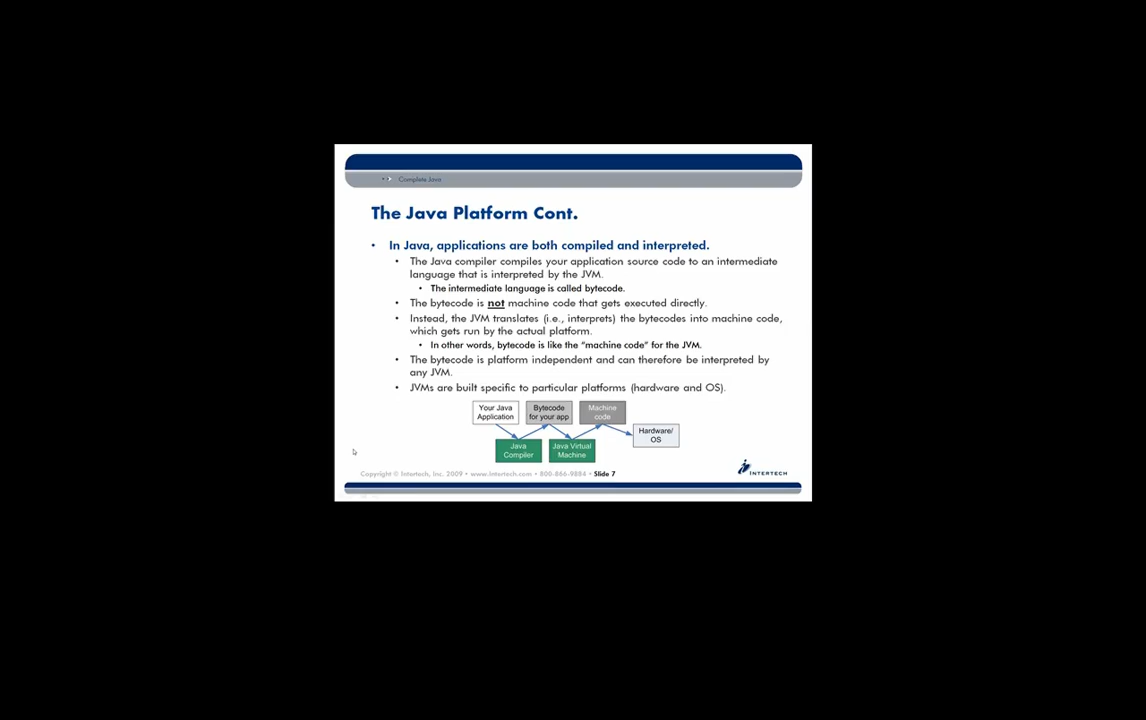 Complete Java
The Java Platform Cont.
• In Java, applications are both compiled and interpreted.
• The Java compiler compiles your application source code to an intermediate
language that is interpreted by the JVM.
• The intermediate language is called bytecode.
• The bytecode is not machine code that gets executed directly.
• Instead, the JVM translates (i.e., interprets) the bytecodes into machine code,
which gets run by the actual platform.
• In other words, bytecode is like the “machine code” for the JVM.
• The bytecode is platform independent and can therefore be interpreted by
any JVM.
• JVMs are built specific to particular platforms (hardware and OS).
Your Java
Application
Bytecode
for your app
Machine
code
Hardware/
OS
Java
Compiler
Java Virtual
Machine
Copyright © Intertech, Inc. 2009 • www.Intertech.com • 800-866-9884 • Slide 7
INTERTECH